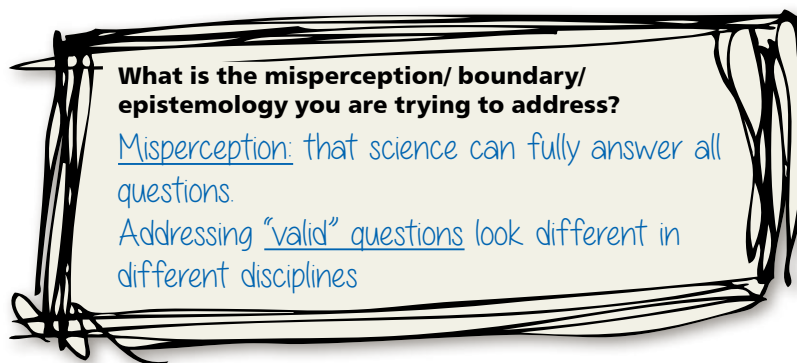 What is the misperception/ boundary/
epistemology you are trying to address?
Misperception: that science can fully answer all
questions.
Addressing “valid” questions look different in
different disciplines